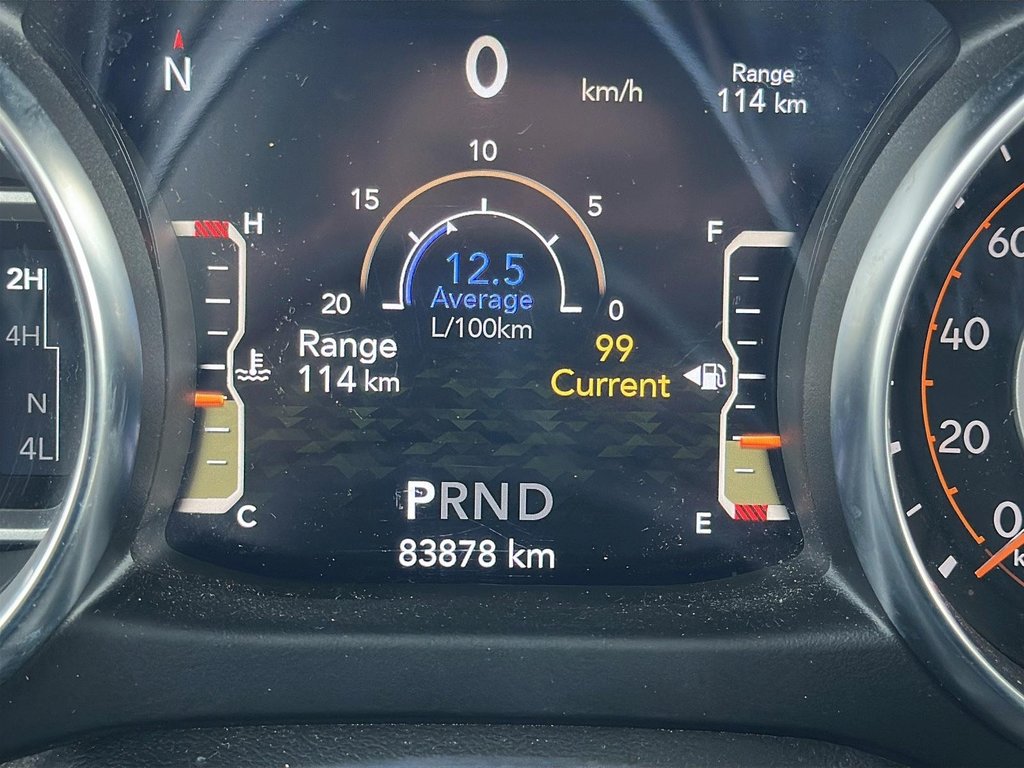 N
0
km/h
Range
114 km
10
15
5
20
0
12.5
Average
L/100km
Range
114 km
99
Current
H
C
F
E
2H
4H
N
4L
PRND
83878 km
60
40
20
0